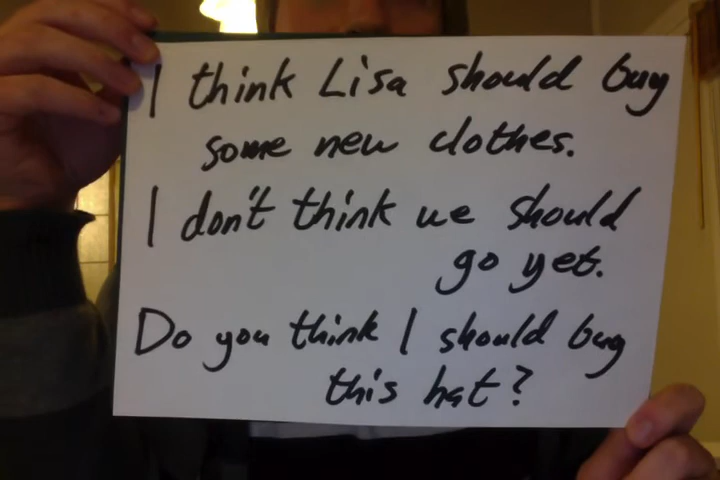 I think Lisa should buy
some new clothes.
I don't think we should
go yet.
Do you think I should buy
this hat?